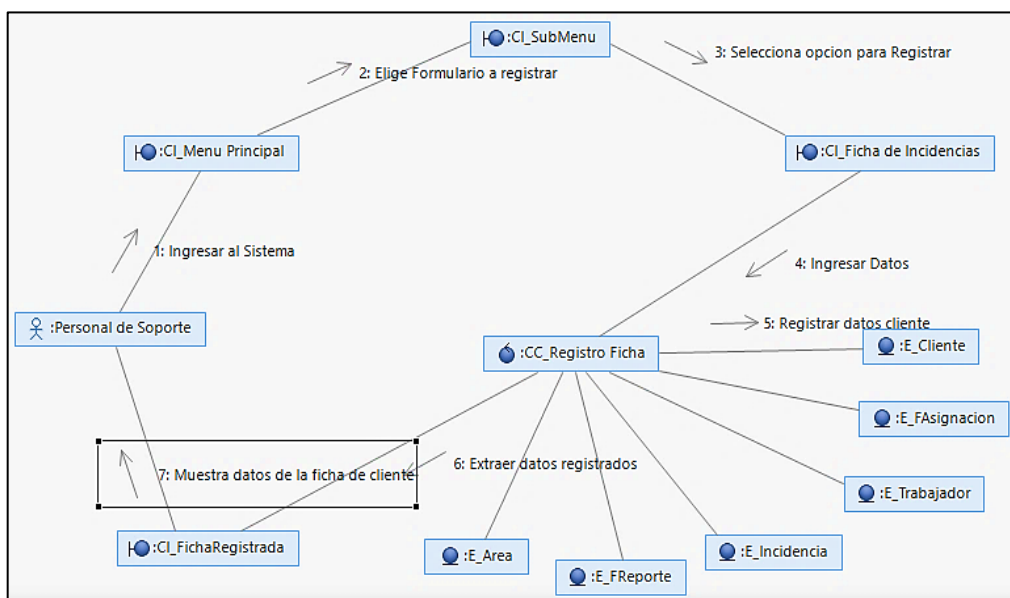 :CI_SubMenu
3: Selecciona opcion para Registrar
2: Elige Formulario a registrar
:CI_Menu Principal
:CI_Ficha de Incidencias
1: Ingresar al Sistema
4: Ingresar Datos
:Personal de Soporte
5: Registrar datos cliente
:CC_Registro Ficha
:E_Cliente
:E_FAsignacion
6: Extraer datos registrados
7: Muestra datos de la ficha de cliente
:E_Trabajador
:CI_FichaRegistrada
:E_Area
:E_Incidencia
:E_FReporte